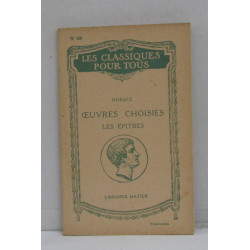 LES CLASSIQUES
POUR TOUS
HORACE
ŒUVRES CHOISIES
LES ÉPITRES
LIBRAIRIE HATIER